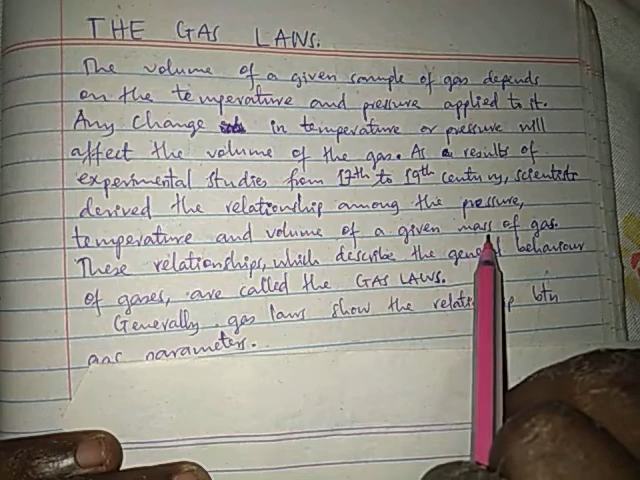 THE GAS LAWS.
The volume of a given sample of gas depends
on the temperature and pressure applied to it.
Any change in temperature or pressure will
affect the volume of the gas. As a results of
experimental studies from 17th to 19th century, scientists
derived the relationship among the pressure,
temperature and volume of a given mass of gas.
These relationships, which describe the general behaviour
of gases, are called the GAS LAWS.
Generally, gas laws show the relationship btn
gas parameters.